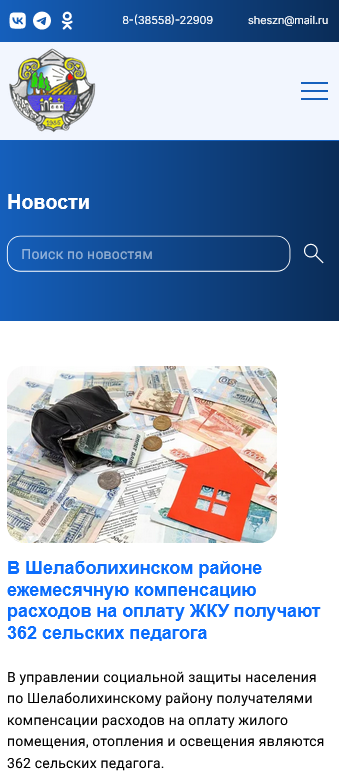 8-(38558)-22909
sheszn@mail.ru
1985
Новости
Поиск по новостям
В Шелаболихинском районе
ежемесячную компенсацию
расходов на оплату ЖКУ получают
362 сельских педагога
В управлении социальной защиты населения
по Шелаболихинскому району получателями
компенсации расходов на оплату жилого
помещения, отопления и освещения являются
362 сельских педагога.